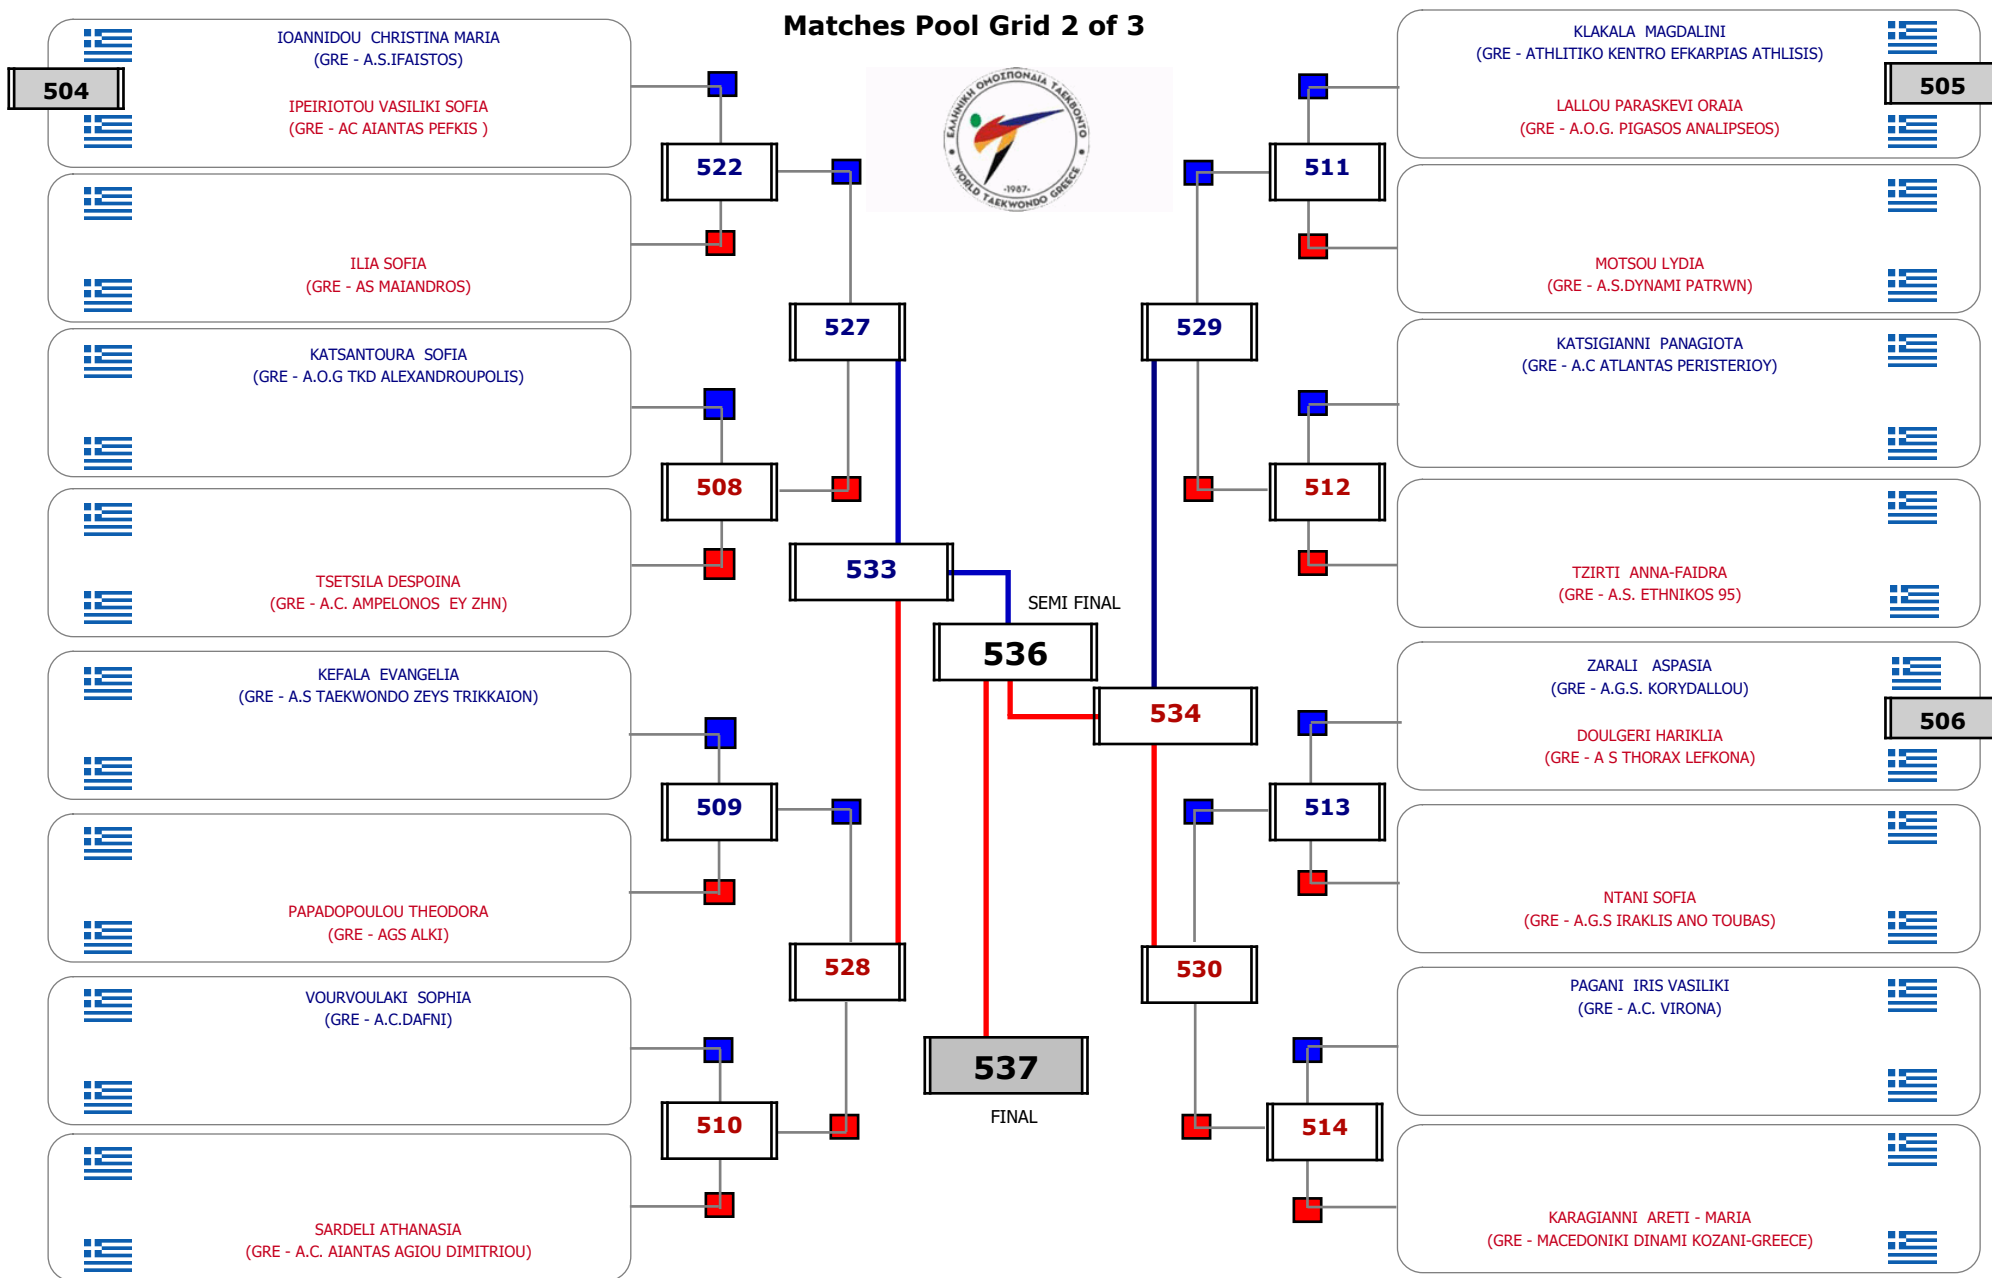 Matches Pool Grid 2 of 3
504
IOANNIDOU CHRISTINA MARIA
(GRE - A.S.IFAISTOS)
IPEIRIOTOU VASILIKI SOFIA
(GRE - AC AIANTAS PEFKIS )
ILIA SOFIA
(GRE - AS MAIANDROS)
KATSANTOURA SOFIA
(GRE - A.O.G TKD ALEXANDROUPOLIS)
TSETSILA DESPOINA
(GRE - A.C. AMPELONOS EY ZHN)
KEFALA EVANGELIA
(GRE - A.S TAEKWONDO ZEYS TRIKKAION)
PAPADOPOULOU THEODORA
(GRE - AGS ALKI)
VOURVOULAKI SOPHIA
(GRE - A.C.DAFNI)
SARDELI ATHANASIA
(GRE - A.C. AIANTAS AGIOU DIMITRIOU)
522
508
509
510
527
528
533
ΕΛΛΗΝΙΚΗ ΟΜΟΣΠΟΝΔΙΑ ΤΑΕΚΒΟΝΤΟ
-1987-
WORLD TAEKWONDO GREECE
SEMI FINAL
536
534
537
FINAL
529
530
511
512
513
514
KLAKALA MAGDALINI
(GRE - ATHLITIKO KENTRO EFKARPIAS ATHLISIS)
505
LALLOU PARASKEVI ORAIA
(GRE - A.O.G. PIGASOS ANALIPSEOS)
MOTSOU LYDIA
(GRE - A.S.DYNAMI PATRWN)
KATSIGIANNI PANAGIOTA
(GRE - A.C ATLANTAS PERISTERIOY)
TZIRTI ANNA-FAIDRA
(GRE - A.S. ETHNIKOS 95)
ZARALI ASPASIA
(GRE - A.G.S. KORYDALLOU)
506
DOULGERI HARIKLIA
(GRE - A S THORAX LEFKONA)
NTANI SOFIA
(GRE - A.G.S IRAKLIS ANO TOUBAS)
PAGANI IRIS VASILIKI
(GRE - A.C. VIRONA)
KARAGIANNI ARETI - MARIA
(GRE - MACEDONIKI DINAMI KOZANI-GREECE)